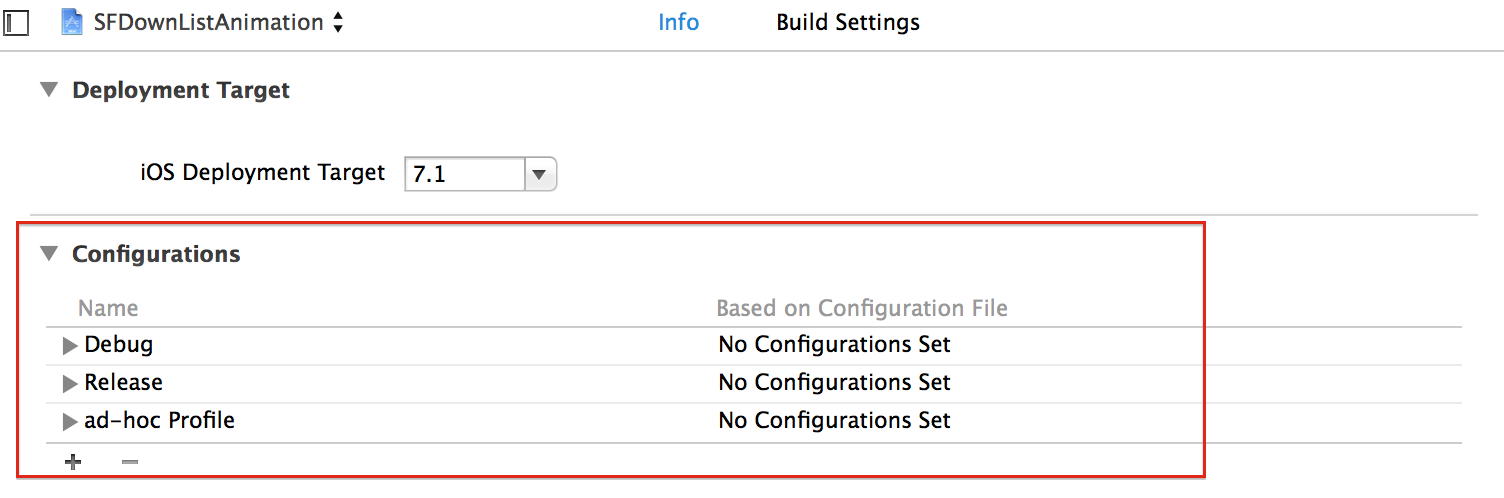 SFDownListAnimation Info Build Settings
Deployment Target
iOS Deployment Target 7.1
Configurations
Name Based on Configuration File
Debug No Configurations Set
Release No Configurations Set
ad-hoc Profile No Configurations Set